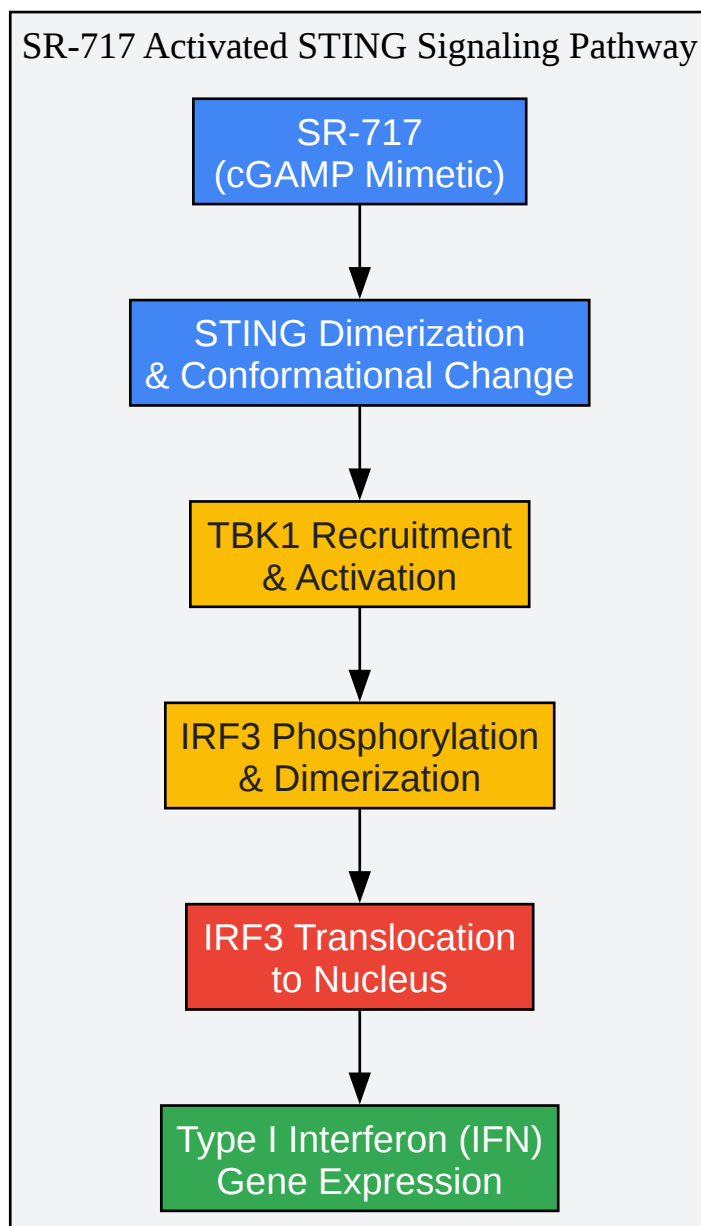 SR-717 Activated STING Signaling Pathway
SR-717
(cGAMP Mimetic)
STING Dimerization
& Conformational Change
TBK1 Recruitment
& Activation
IRF3 Phosphorylation
& Dimerization
IRF3 Translocation
to Nucleus
Type I Interferon (IFN)
Gene Expression